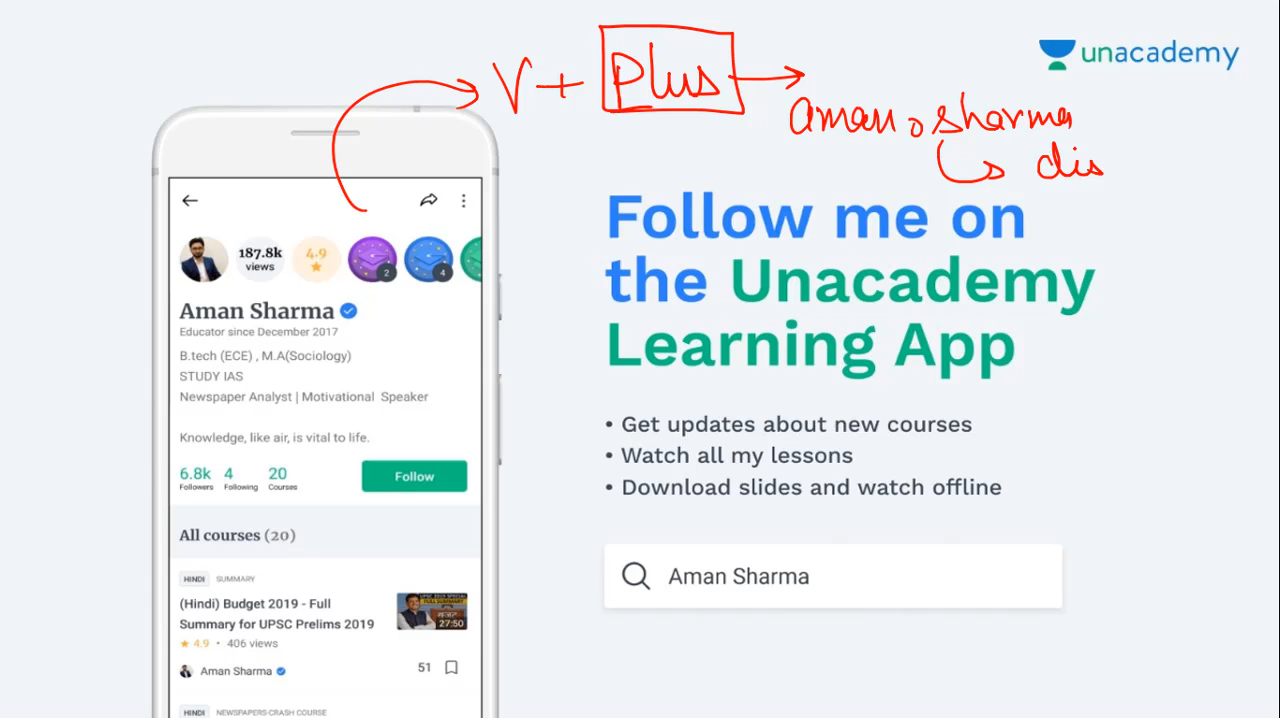 V + Plus →
aman.sharma
↳ dis
unacademy
187.8k
views
4.9
★
2
4
Aman Sharma
Educator since December 2017
B.tech (ECE) , M.A(Sociology)
STUDY IAS
Newspaper Analyst | Motivational Speaker
Knowledge, like air, is vital to life.
6.8k 4 20
Followers Following Courses
Follow
All courses (20)
HINDI SUMMARY
(Hindi) Budget 2019 - Full
Summary for UPSC Prelims 2019
27:50
★ 4.9 • 406 views
Aman Sharma
51
HINDI NEWSPAPERS CRASH COURSE
Follow me on
the Unacademy
Learning App
• Get updates about new courses
• Watch all my lessons
• Download slides and watch offline
Aman Sharma